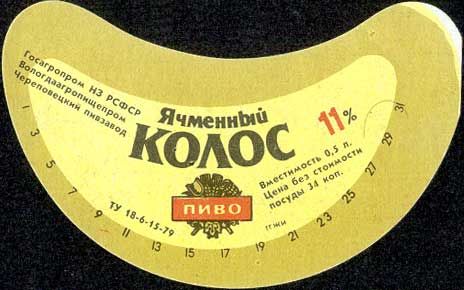 Госагропром НЗ РСФСР
Вологдаагропищепром
Череповецкий пивзавод
Ячменный
КОЛОС
11%
Вместимость 0,5 л.
Цена без стоимости
посуды 34 коп.
ПИВО
ТУ 18-6-15-79
1 3 5 7 9 11 13 15 17 19 21 23 25 27 29 31